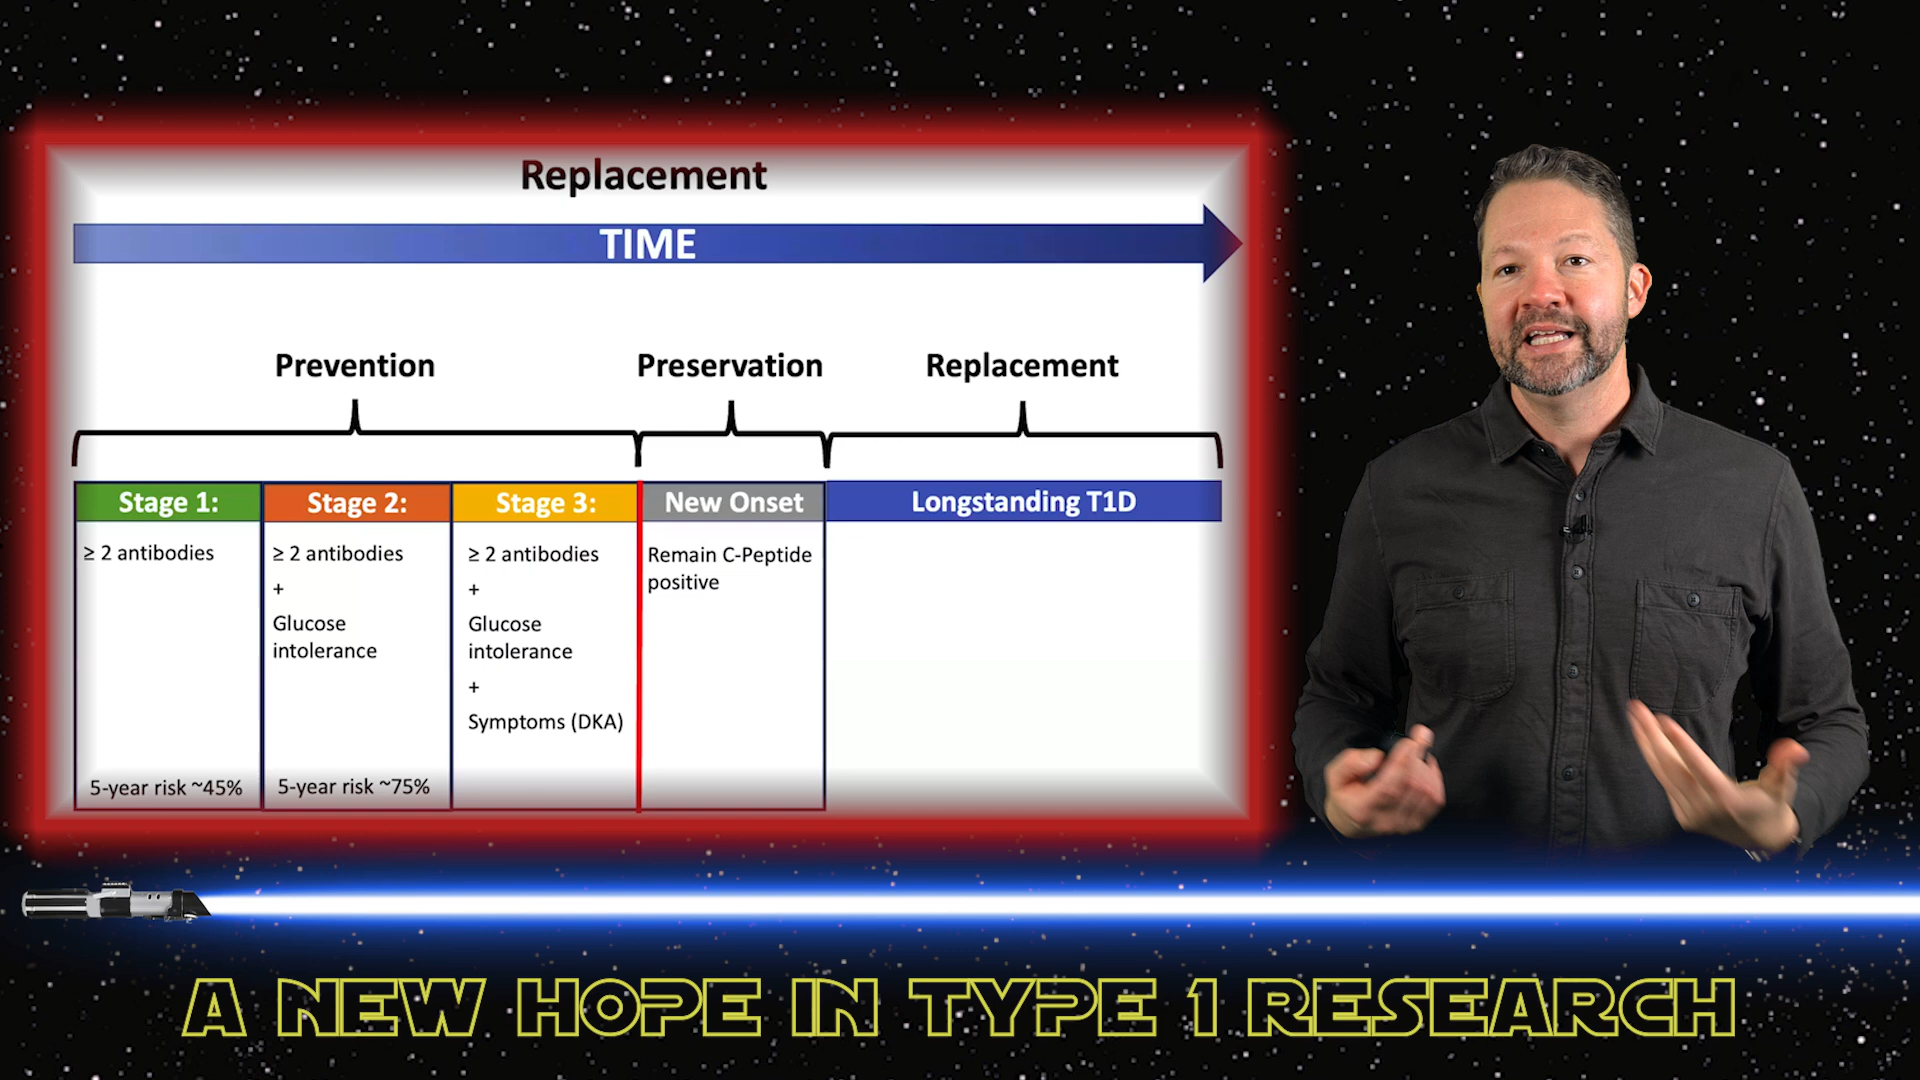 Replacement
TIME
Prevention
Preservation
Replacement
Stage 1:
Stage 2:
Stage 3:
New Onset
Longstanding T1D
≥ 2 antibodies
5-year risk ~45%
≥ 2 antibodies
+
Glucose
intolerance
5-year risk ~75%
≥ 2 antibodies
+
Glucose
intolerance
+
Symptoms (DKA)
Remain C-Peptide
positive
A NEW HOPE IN TYPE 1 RESEARCH